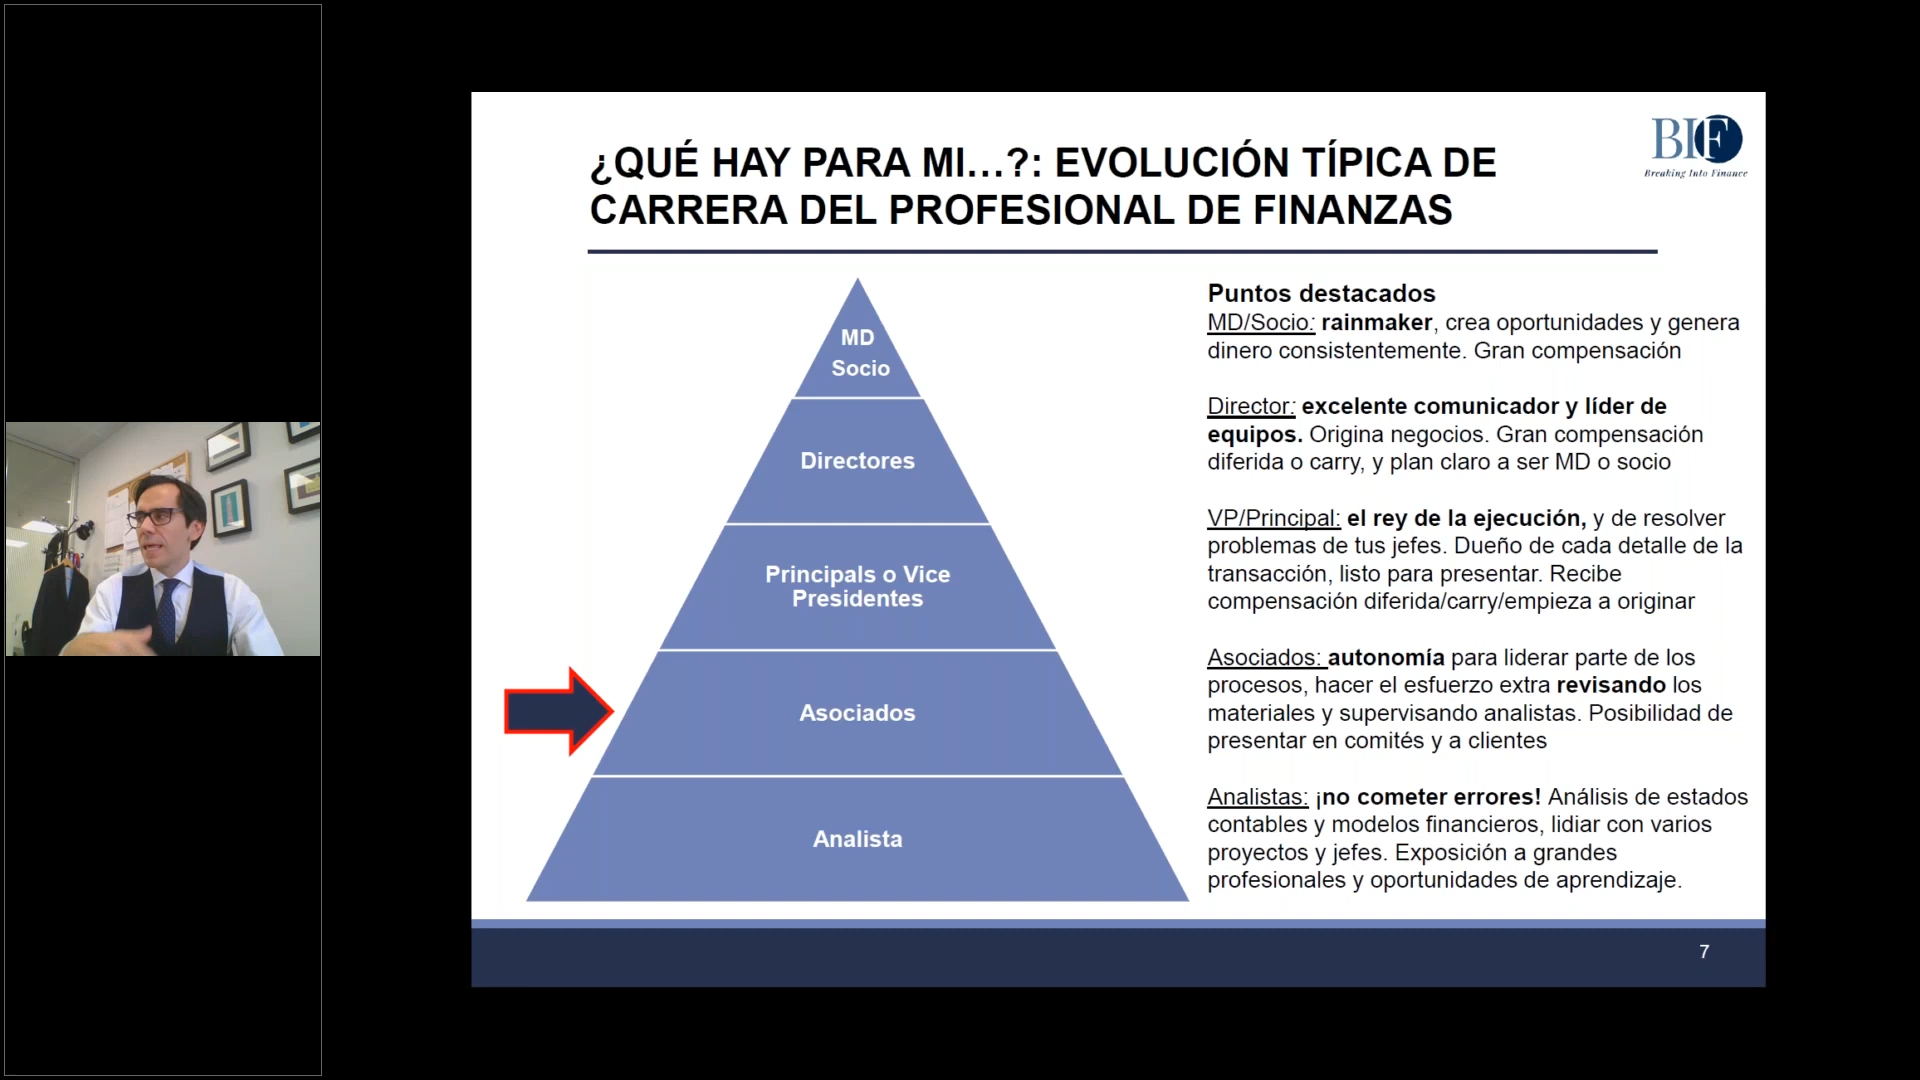 BIF
Breaking Into Finance
¿QUÉ HAY PARA MI…?: EVOLUCIÓN TÍPICA DE
CARRERA DEL PROFESIONAL DE FINANZAS
MD
Socio
Directores
Principals o Vice
Presidentes
Asociados
Analista
Puntos destacados
MD/Socio: rainmaker, crea oportunidades y genera
dinero consistentemente. Gran compensación
Director: excelente comunicador y líder de
equipos. Origina negocios. Gran compensación
diferida o carry, y plan claro a ser MD o socio
VP/Principal: el rey de la ejecución, y de resolver
problemas de tus jefes. Dueño de cada detalle de la
transacción, listo para presentar. Recibe
compensación diferida/carry/empieza a originar
Asociados: autonomía para liderar parte de los
procesos, hacer el esfuerzo extra revisando los
materiales y supervisando analistas. Posibilidad de
presentar en comités y a clientes
Analistas: ¡no cometer errores! Análisis de estados
contables y modelos financieros, lidiar con varios
proyectos y jefes. Exposición a grandes
profesionales y oportunidades de aprendizaje.
7